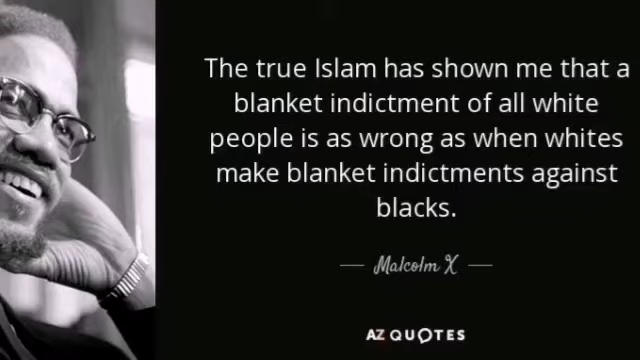 The true Islam has shown me that a
blanket indictment of all white
people is as wrong as when whites
make blanket indictments against
blacks.
Malcolm X
AZ QUOTES